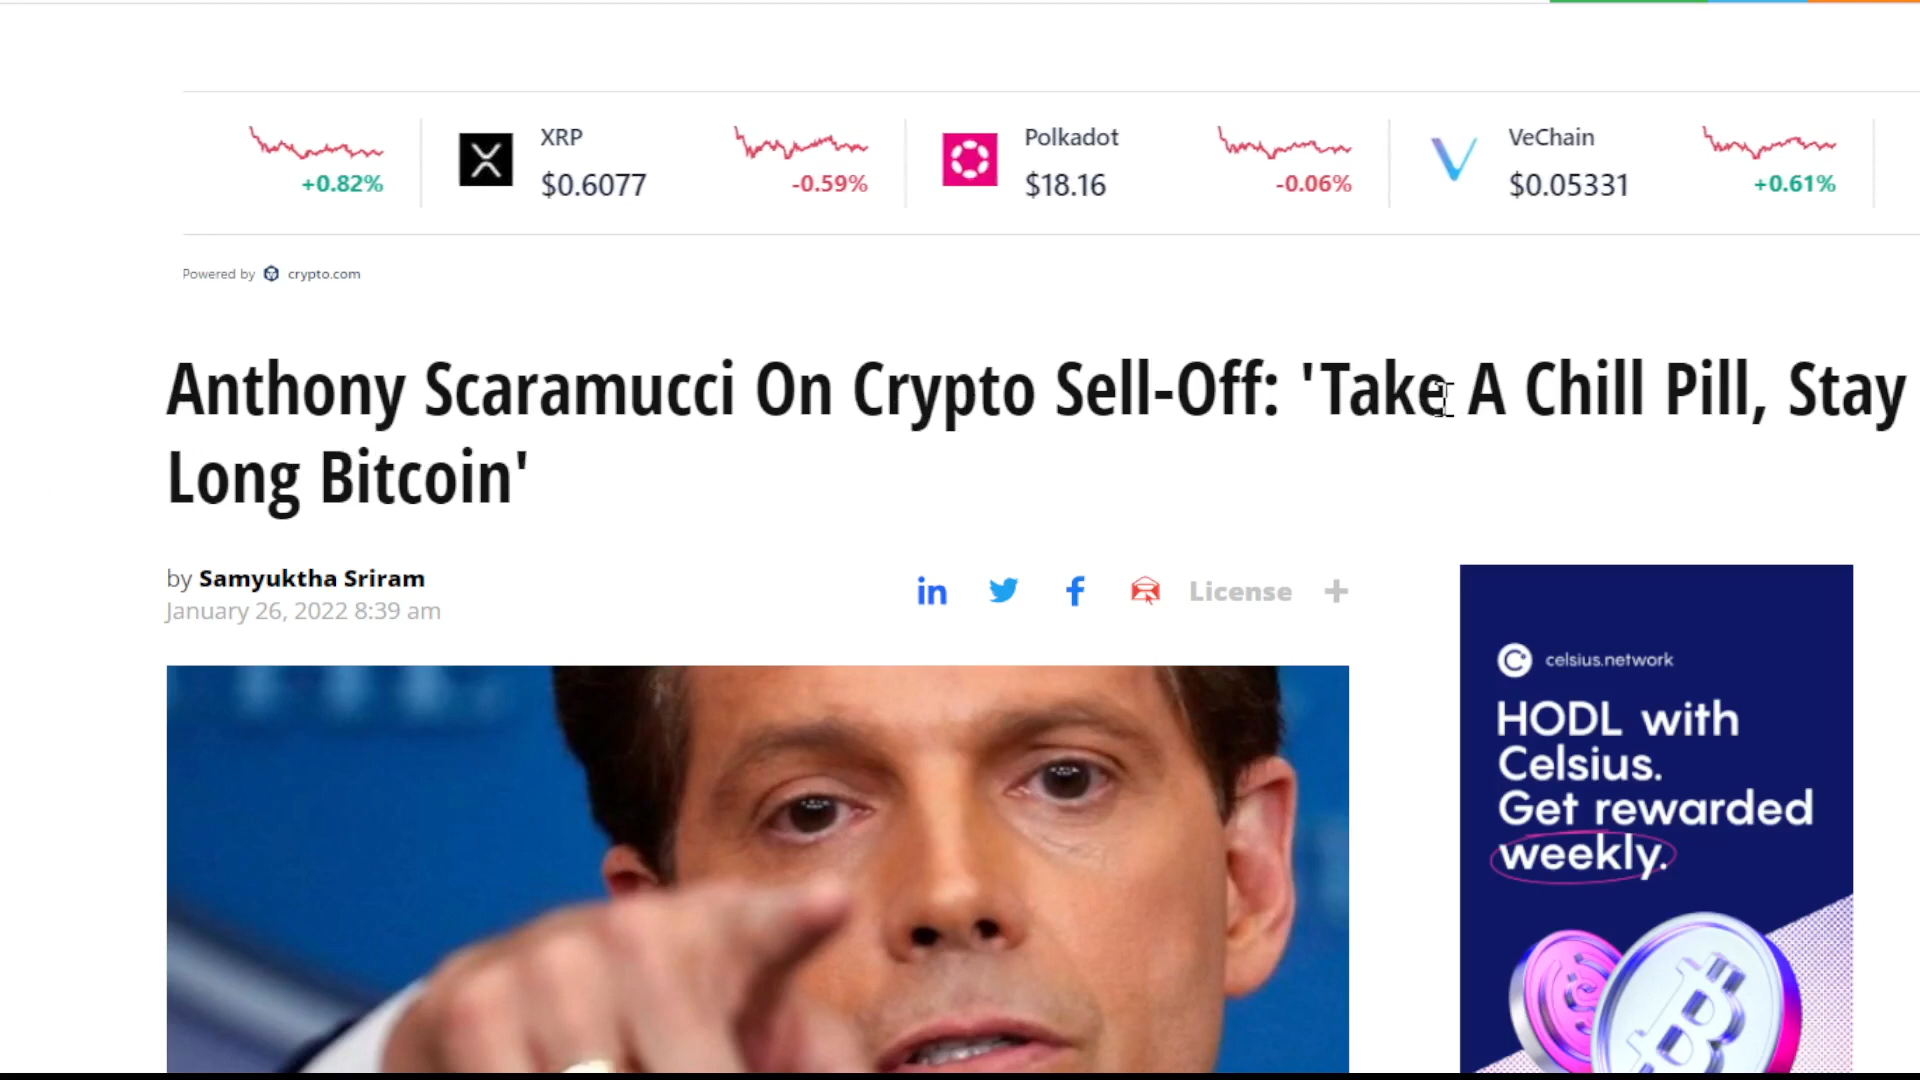 XRP
Polkadot
VeChain
+0.82%
$0.6077
-0.59%
$18.16
-0.06%
$0.05331
+0.61%
Powered by crypto.com
Anthony Scaramucci On Crypto Sell-Off: 'Take A Chill Pill, Stay
Long Bitcoin'
by Samyuktha Sriram
January 26, 2022 8:39 am
License
celsius.network
HODL with
Celsius.
Get rewarded
weekly.